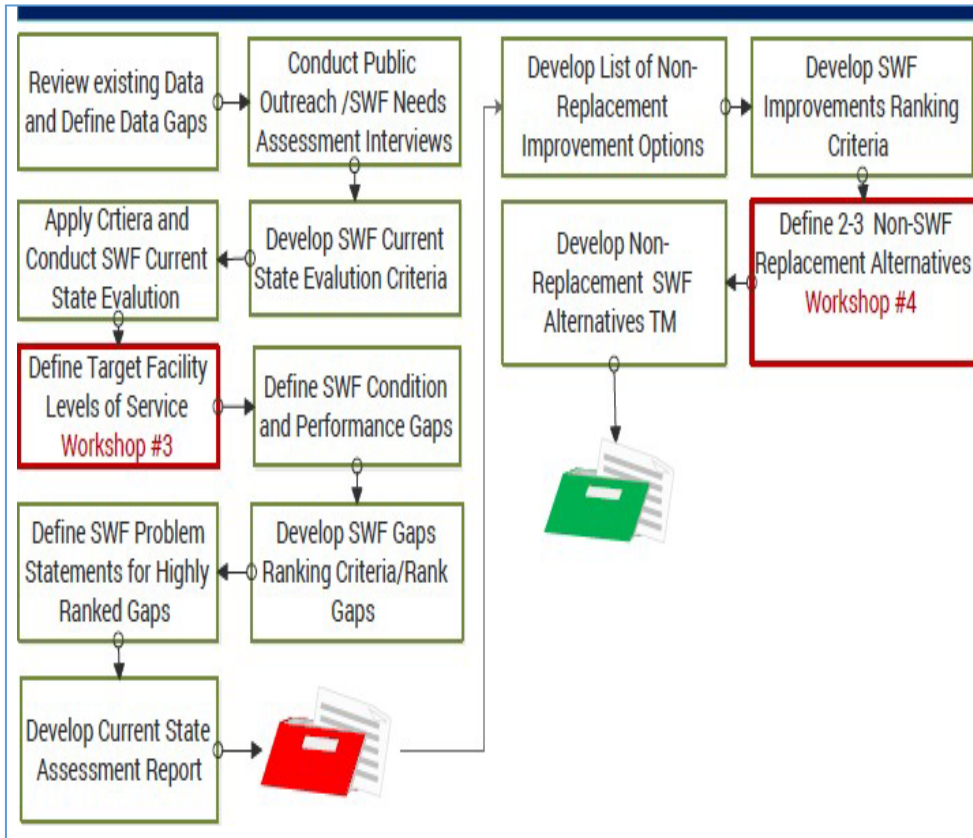 Review existing Data
and Define Data Gaps
Conduct Public
Outreach /SWF Needs
Assessment Interviews
Develop SWF Current
State Evalution Criteria
Apply Crtiera and
Conduct SWF Current
State Evalution
Define Target Facility
Levels of Service
Workshop #3
Define SWF Condition
and Performance Gaps
Develop SWF Gaps
Ranking Criteria/Rank
Gaps
Define SWF Problem
Statements for Highly
Ranked Gaps
Develop Current State
Assessment Report
Develop List of Non-
Replacement
Improvement Options
Develop SWF
Improvements Ranking
Criteria
Define 2-3 Non-SWF
Replacement Alternatives
Workshop #4
Develop Non-
Replacement SWF
Alternatives TM